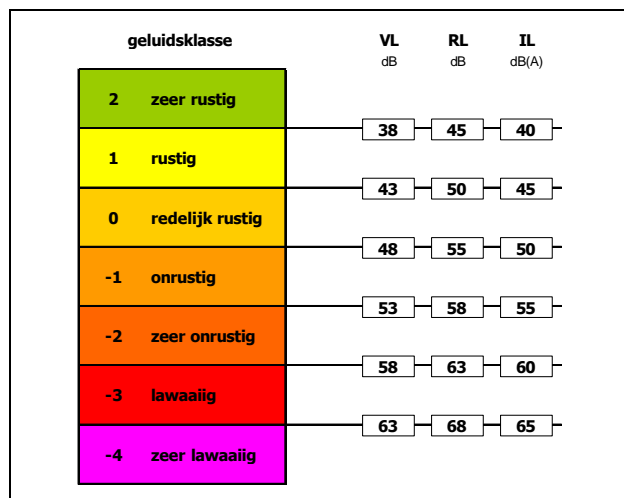 geluidsklasse VL RL IL
dB dB dB(A)
2 zeer rustig
38 45 40
1 rustig
43 50 45
0 redelijk rustig
48 55 50
-1 onrustig
53 58 55
-2 zeer onrustig
58 63 60
-3 lawaaiig
63 68 65
-4 zeer lawaaiig